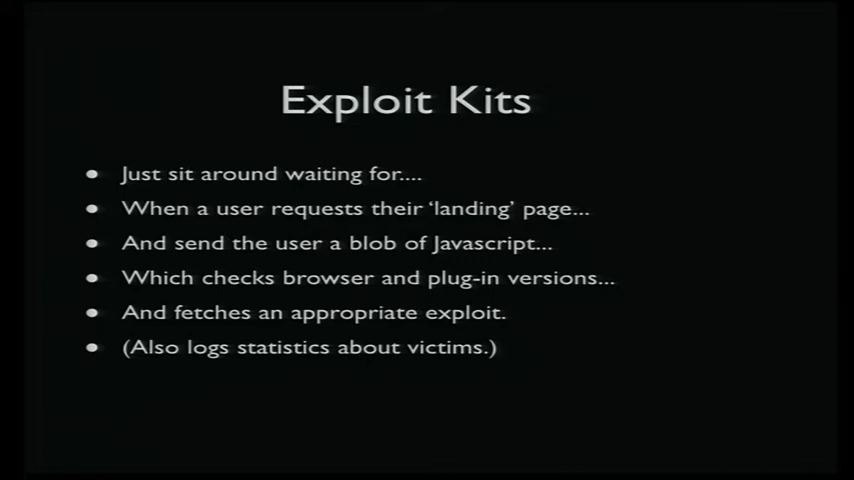 Exploit Kits
• Just sit around waiting for....
• When a user requests their ‘landing’ page...
• And send the user a blob of Javascript...
• Which checks browser and plug-in versions...
• And fetches an appropriate exploit.
• (Also logs statistics about victims.)